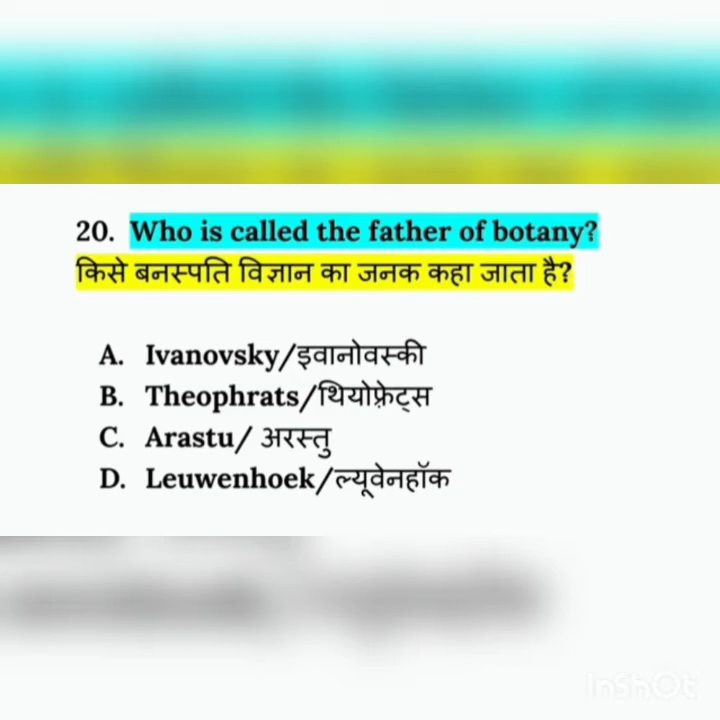 20. Who is called the father of botany?
किसे बनस्पति विज्ञान का जनक कहा जाता है?
A. Ivanovsky/इवानोवस्की
B. Theophrats/थियोफ्रेट्स
C. Arastu/ अरस्तु
D. Leuwenhoek/ल्यूवेनहॉक
InShOt